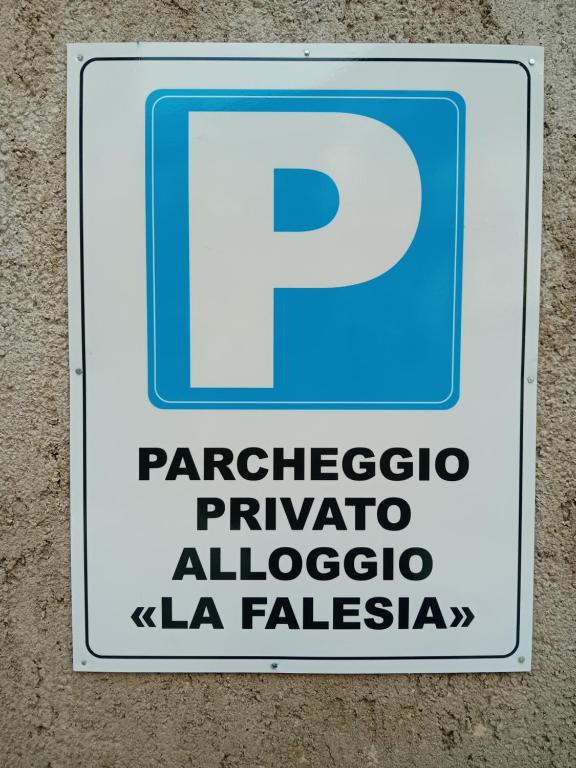 P
PARCHEGGIO
PRIVATO
ALLOGGIO
«LA FALESIA»